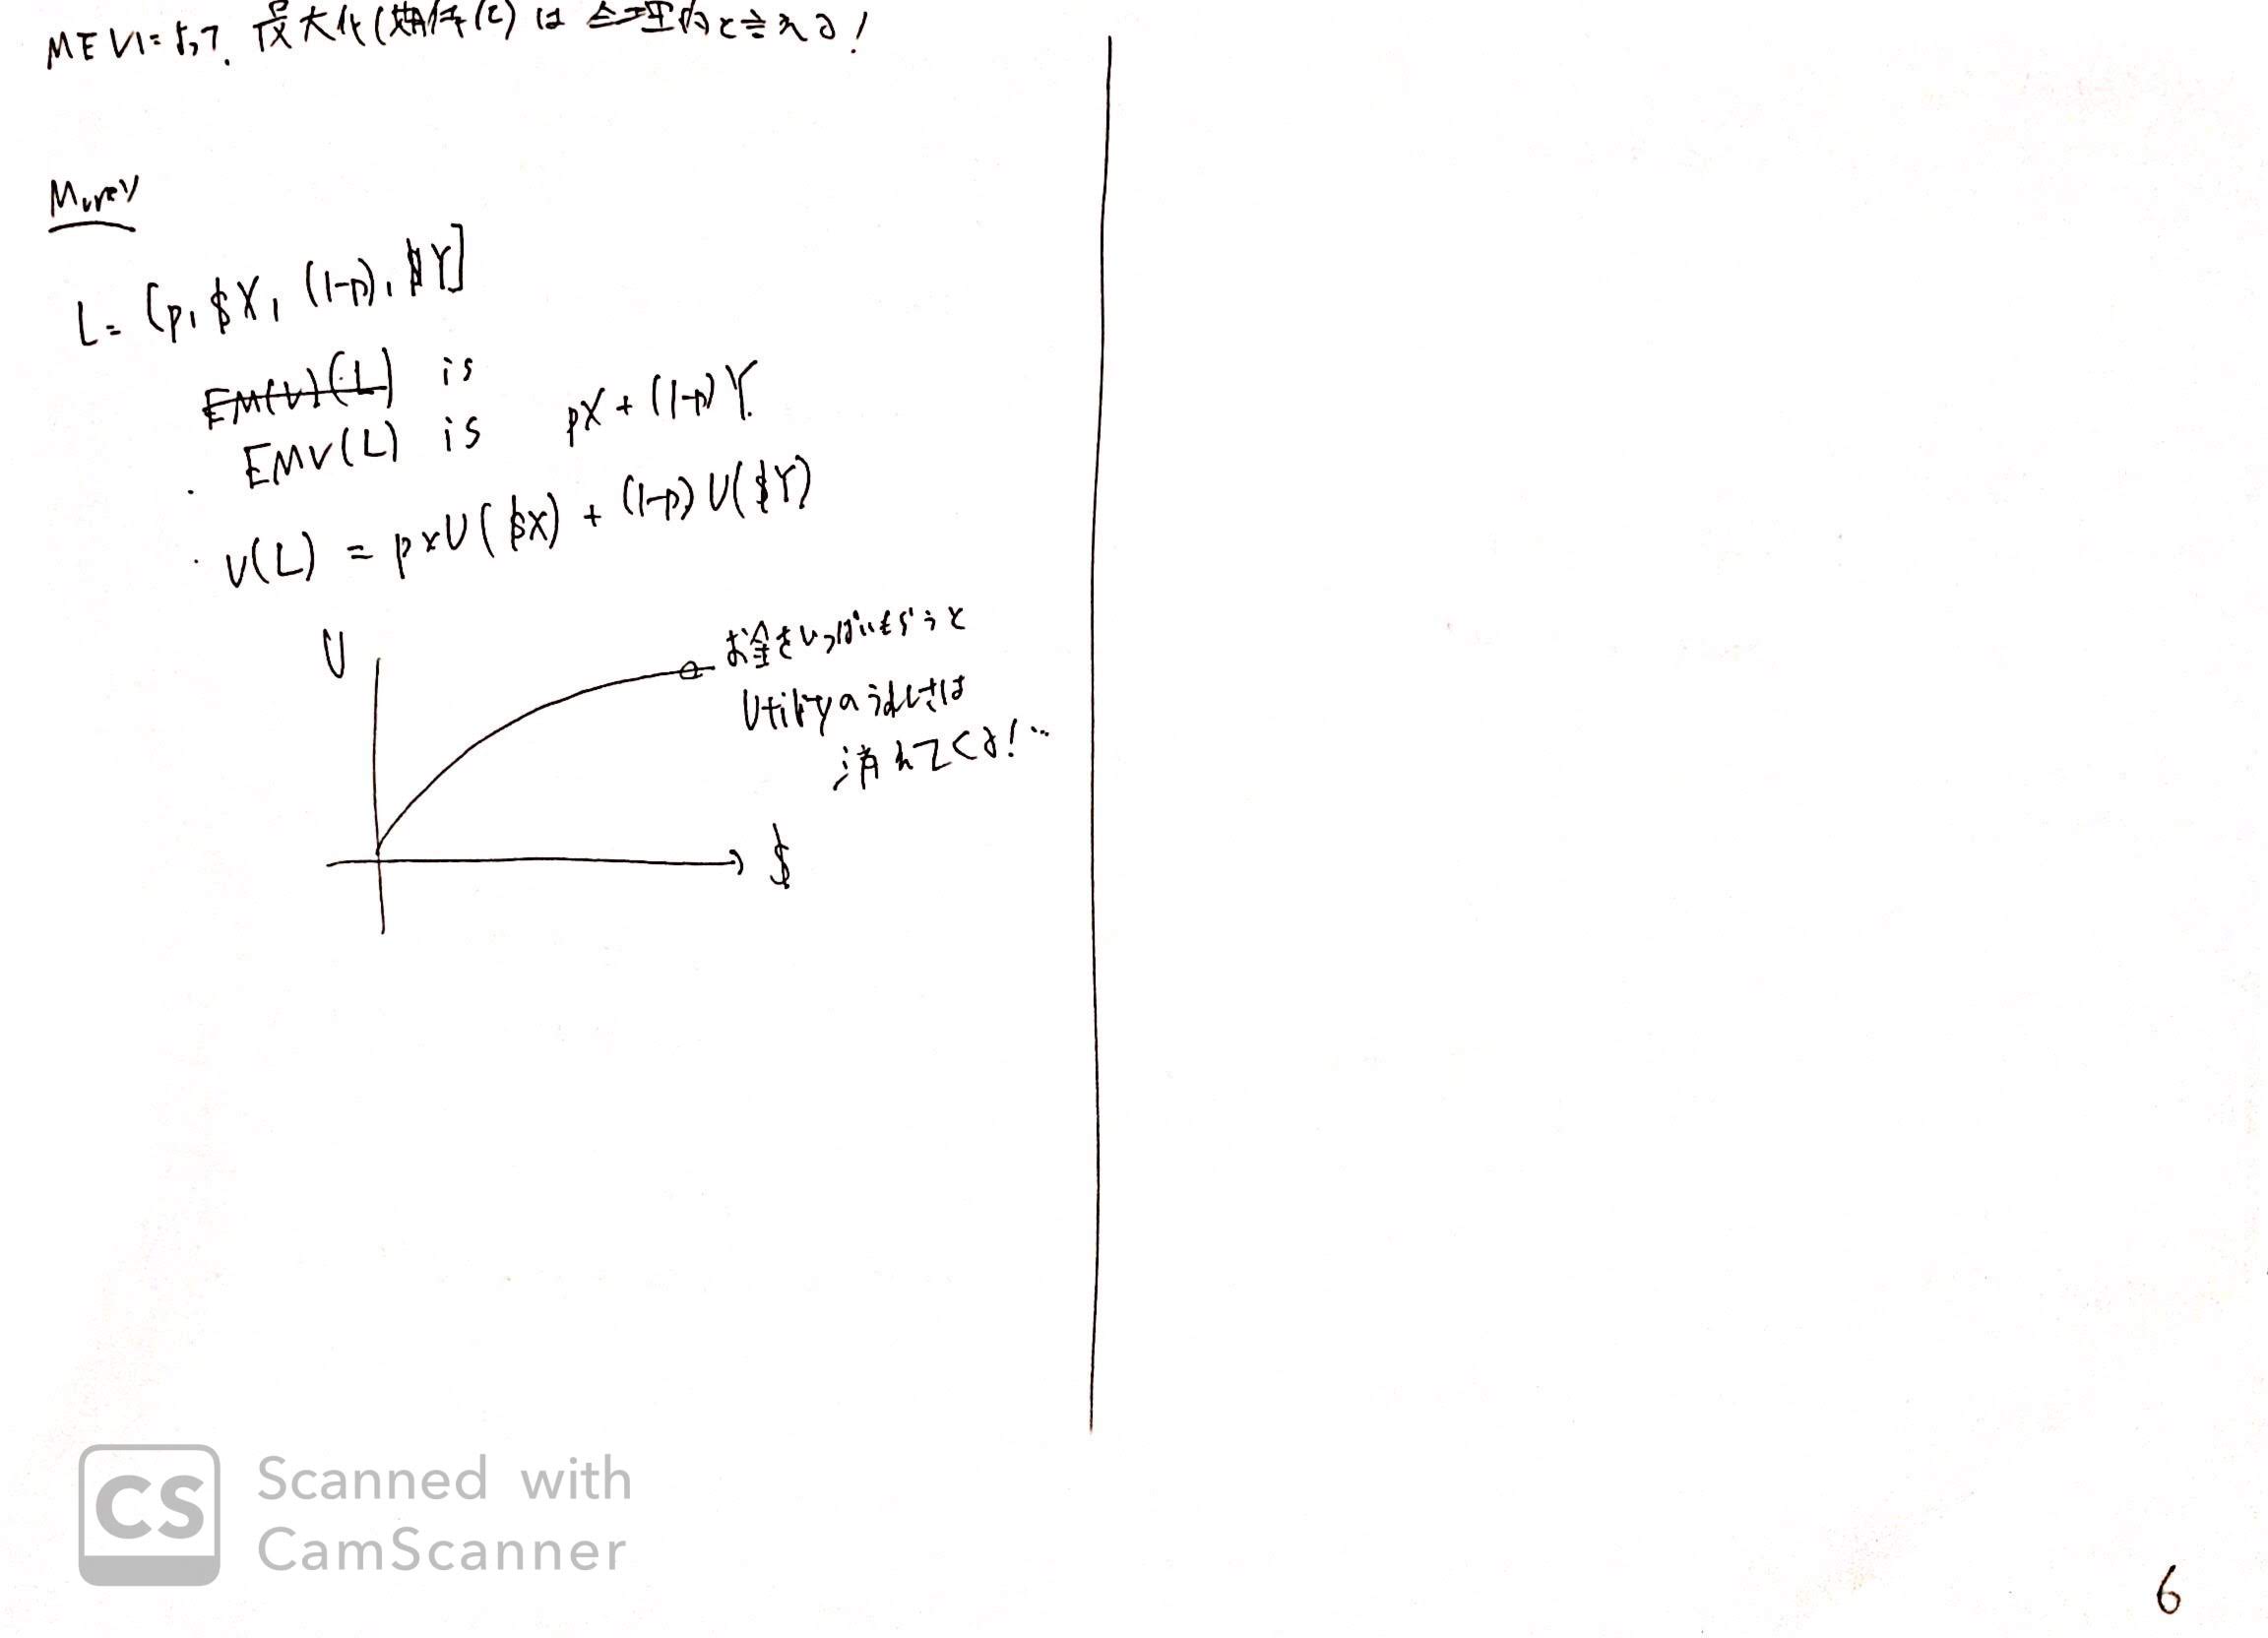 MEVIによって、最大化(期待値)は合理的と言える!
Money
L = [p, $X, (1-p), $Y]
EM(V)(L) is
EMV(L) is pX + (1-p)Y
・U(L) = p×U($X) + (1-p)U($Y)
U
お金をいっぱいもらうと
Utilityのうれしさは
消えてくる!…
$
CS Scanned with
CamScanner
6